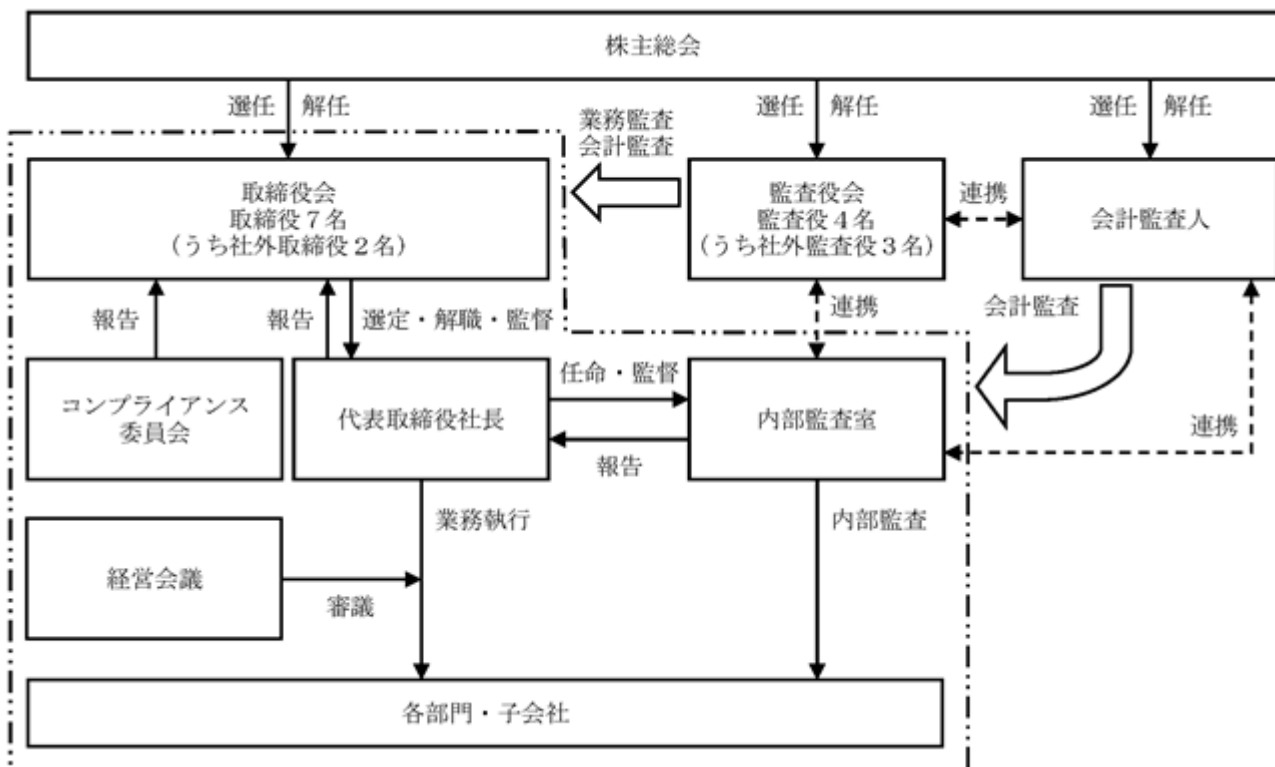 株主総会
選任
解任
選任
解任
選任
解任
業務監査
会計監査
取締役会
取締役7名
(うち社外取締役2名)
監査役会
監査役4名
(うち社外監査役3名)
連携
会計監査人
報告
報告
選定・解職・監督
連携
会計監査
コンプライアンス
委員会
代表取締役社長
任命・監督
報告
内部監査室
連携
業務執行
内部監査
経営会議
審議
各部門・子会社